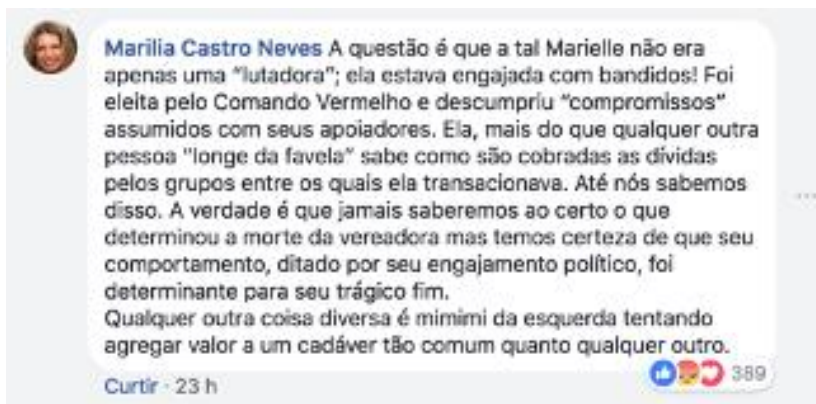 Marilia Castro Neves A questão é que a tal Marielle não era
apenas uma "lutadora"; ela estava engajada com bandidos! Foi
eleita pelo Comando Vermelho e descumpriu "compromissos"
assumidos com seus apoiadores. Ela, mais do que qualquer outra
pessoa "longe da favela" sabe como são cobradas as dívidas
pelos grupos entre os quais ela transacionava. Até nós sabemos
disso. A verdade é que jamais saberemos ao certo o que
determinou a morte da vereadora mas temos certeza de que seu
comportamento, ditado por seu engajamento político, foi
determinante para seu trágico fim.
Qualquer outra coisa diversa é mimimi da esquerda tentando
agregar valor a um cadáver tão comum quanto qualquer outro.
389
Curtir · 23 h